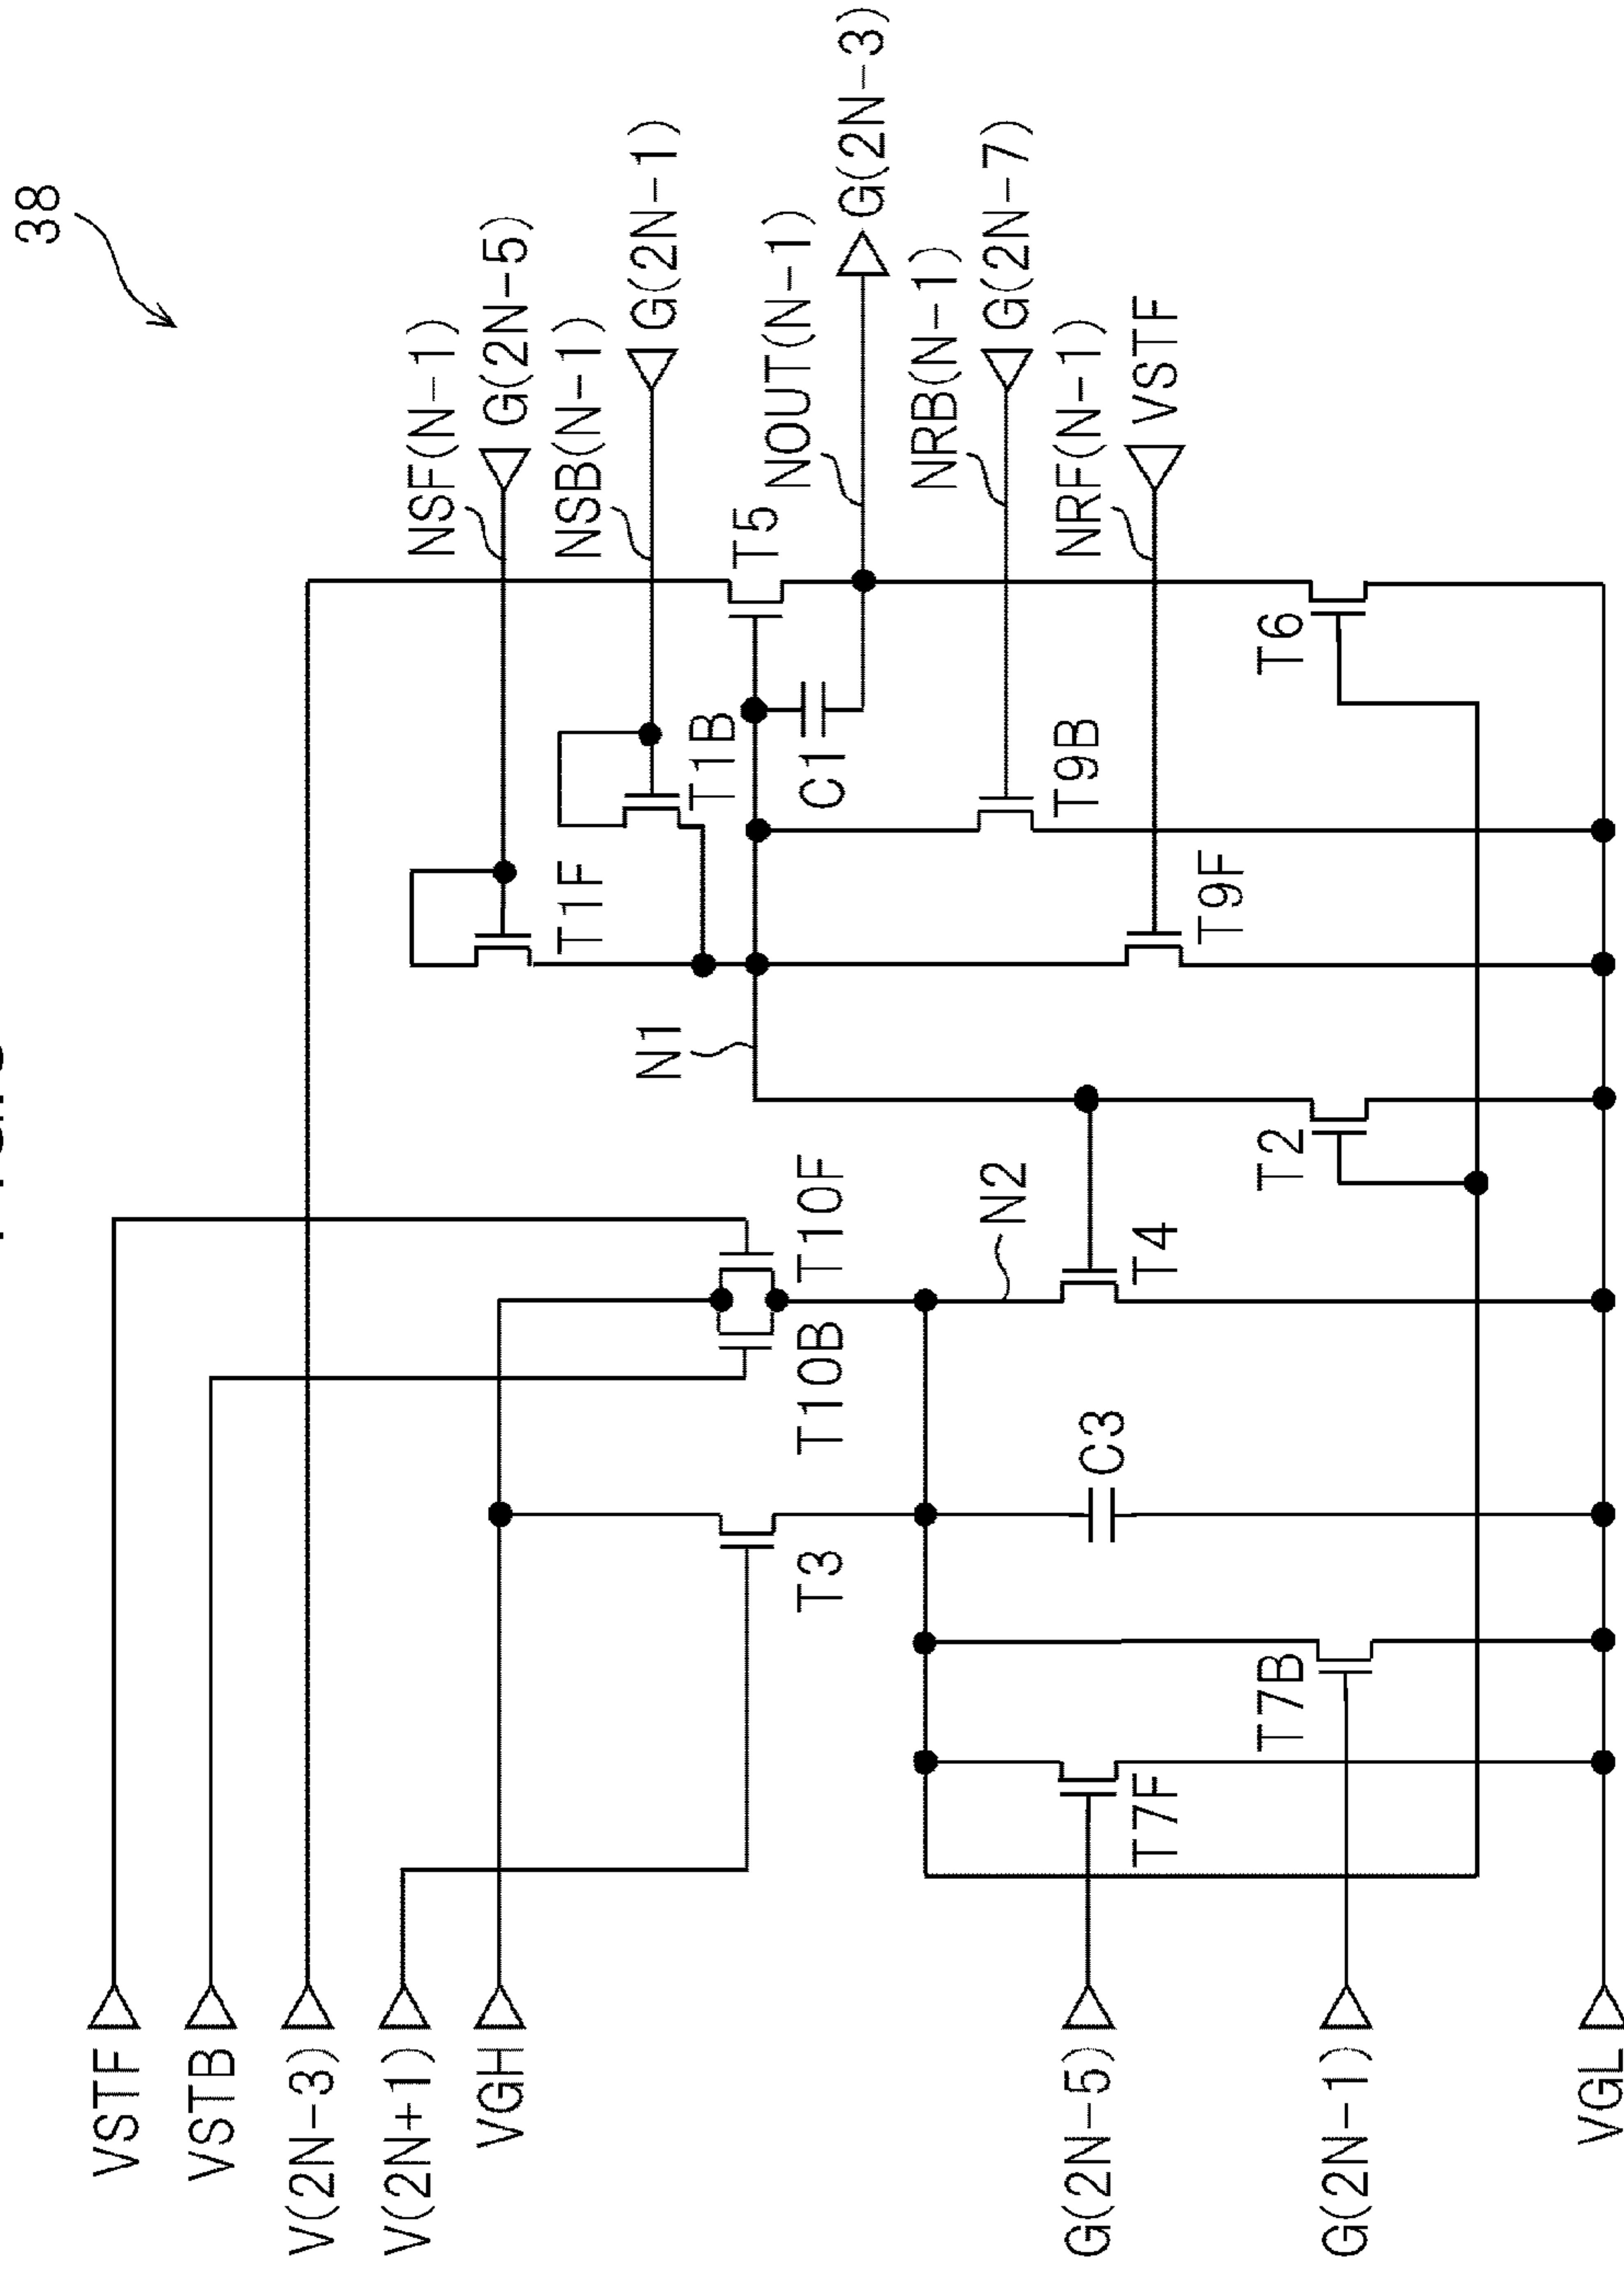 38
NSF(N-1)
G(2N-5)
NSB(N-1)
G(2N-1)
NOUT(N-1)
G(2N-3)
NRB(N-1)
G(2N-7)
NRF(N-1)
VSTF
T5
T1F
T1B
C1
T9B
T9F
T6
N1
T2
T10F
T10B
N2
T4
T3
C3
T7B
T7F
VSTF
VSTB
V(2N-3)
V(2N+1)
VGH
G(2N-5)
G(2N-1)
VGL